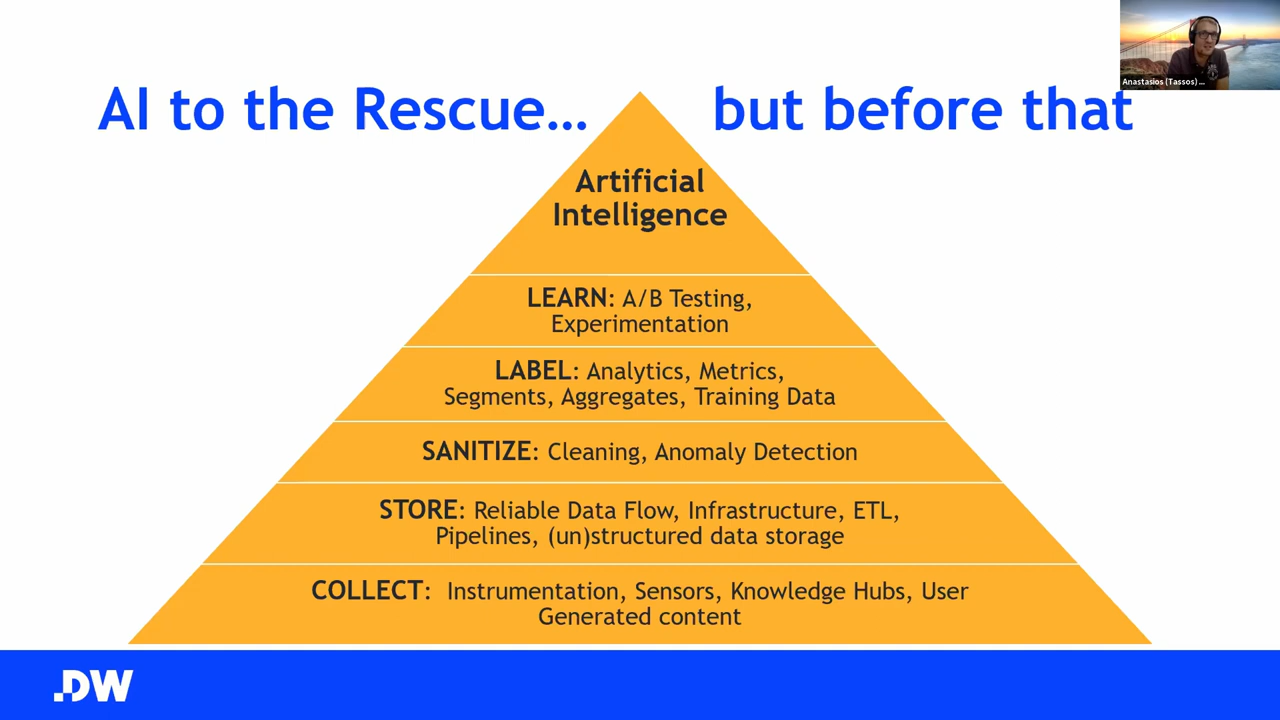 Anastasios (Tassos) ...
AI to the Rescue... but before that
Artificial
Intelligence
LEARN: A/B Testing,
Experimentation
LABEL: Analytics, Metrics,
Segments, Aggregates, Training Data
SANITIZE: Cleaning, Anomaly Detection
STORE: Reliable Data Flow, Infrastructure, ETL,
Pipelines, (un)structured data storage
COLLECT: Instrumentation, Sensors, Knowledge Hubs, User
Generated content
DW